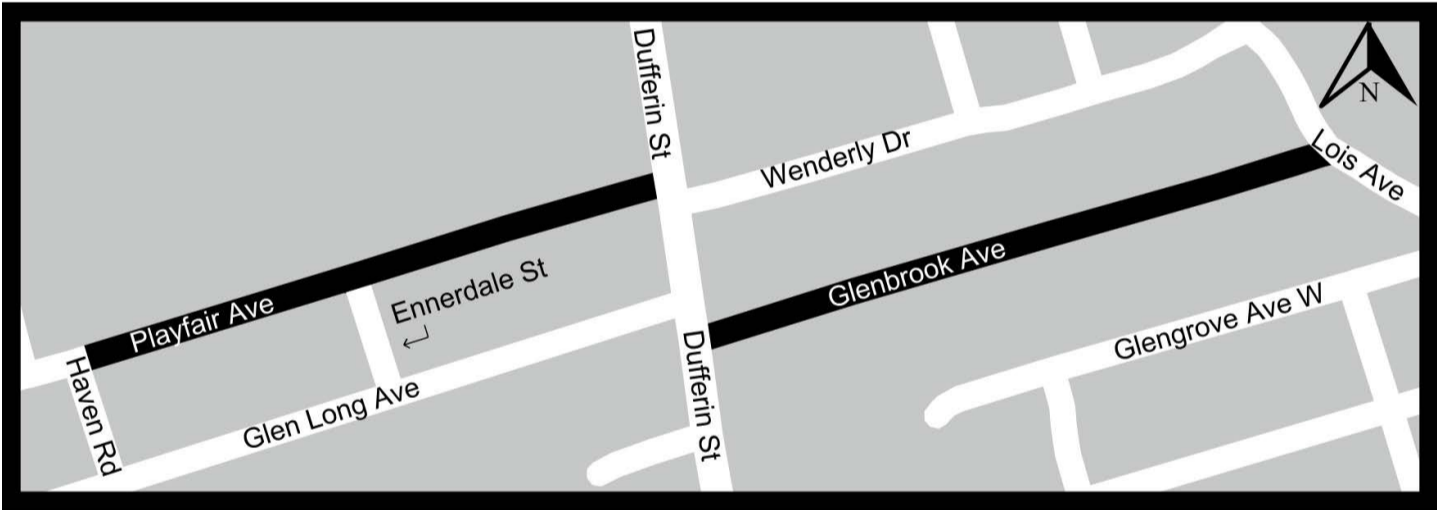 Dufferin St
N
Wenderly Dr
Lois Ave
Ennerdale St
Glenbrook Ave
Playfair Ave
Glengrove Ave W
Haven Rd
Dufferin St
Glen Long Ave